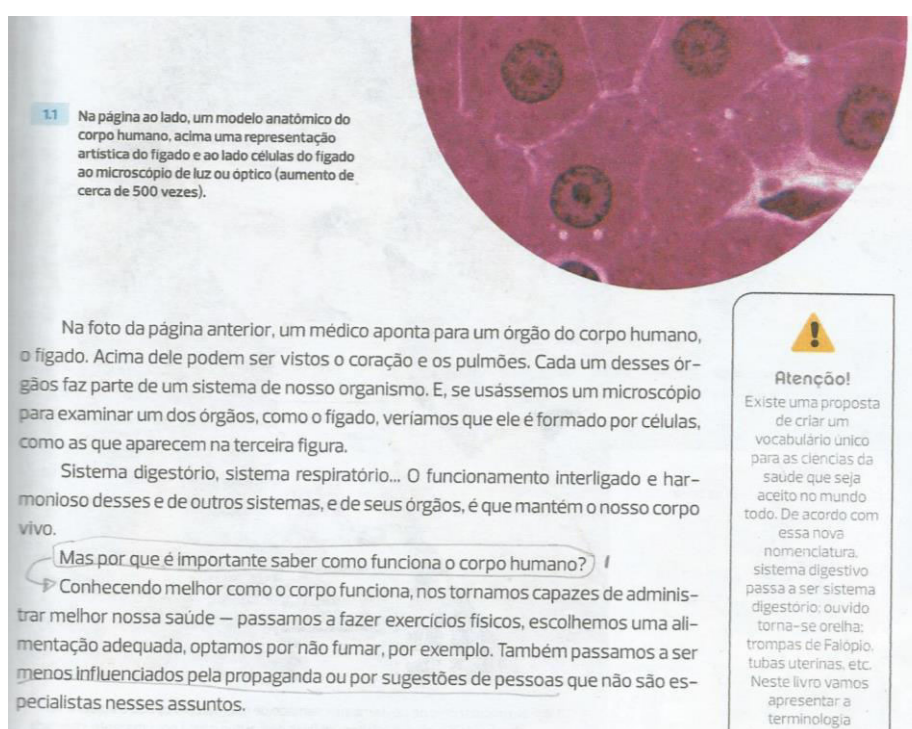 1.1 Na página ao lado, um modelo anatômico do
corpo humano, acima uma representação
artística do fígado e ao lado células do fígado
ao microscópio de luz ou óptico (aumento de
cerca de 500 vezes).
Na foto da página anterior, um médico aponta para um órgão do corpo humano,
o fígado. Acima dele podem ser vistos o coração e os pulmões. Cada um desses ór-
gãos faz parte de um sistema de nosso organismo. E, se usássemos um microscópio
para examinar um dos órgãos, como o fígado, veríamos que ele é formado por células,
como as que aparecem na terceira figura.
Sistema digestório, sistema respiratório... O funcionamento interligado e har-
monioso desses e de outros sistemas, e de seus órgãos, é que mantém o nosso corpo
vivo.
Mas por que é importante saber como funciona o corpo humano?
Conhecendo melhor como o corpo funciona, nos tornamos capazes de adminis-
trar melhor nossa saúde — passamos a fazer exercícios físicos, escolhemos uma ali-
mentação adequada, optamos por não fumar, por exemplo. Também passamos a ser
menos influenciados pela propaganda ou por sugestões de pessoas que não são es-
pecialistas nesses assuntos.
Atenção!
Existe uma proposta
de criar um
vocabulário único
para as ciências da
saúde que seja
aceito no mundo
todo. De acordo com
essa nova
nomenclatura,
sistema digestivo
passa a ser sistema
digestório; ouvido
torna-se orelha;
trompas de Falópio,
tubas uterinas, etc.
Neste livro vamos
apresentar a
terminologia